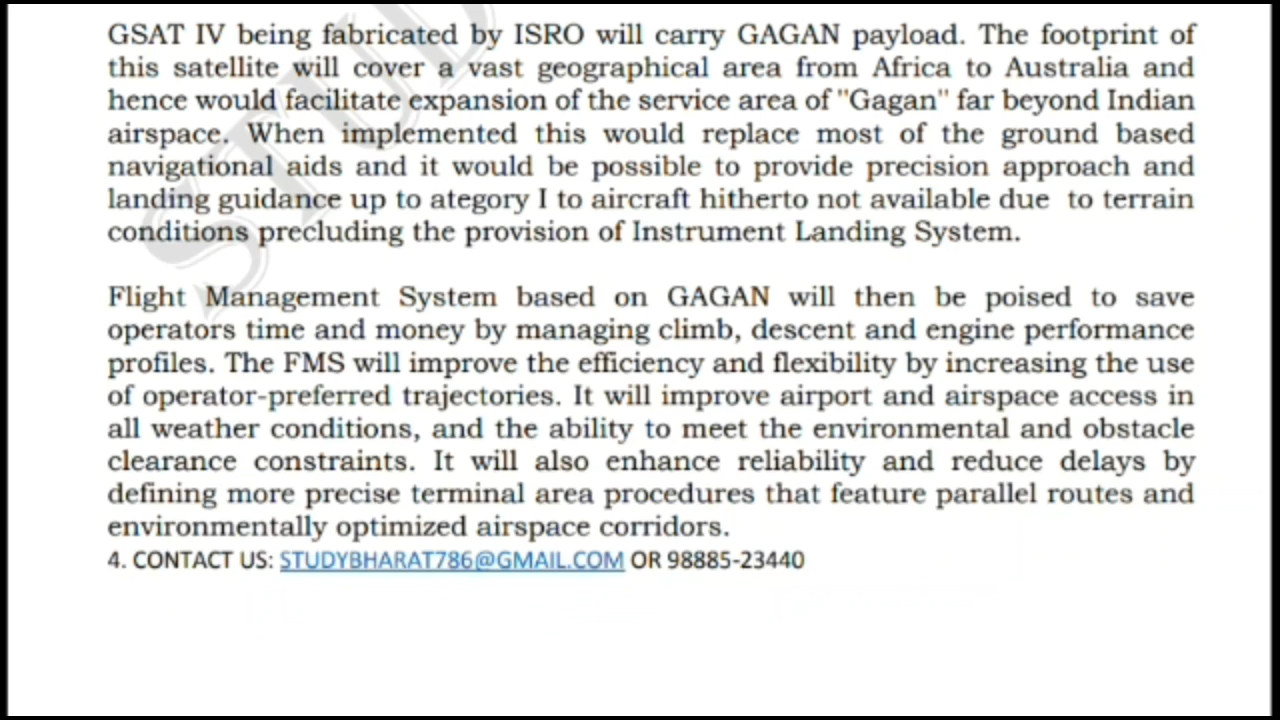 GSAT IV being fabricated by ISRO will carry GAGAN payload. The footprint of
this satellite will cover a vast geographical area from Africa to Australia and
hence would facilitate expansion of the service area of "Gagan" far beyond Indian
airspace. When implemented this would replace most of the ground based
navigational aids and it would be possible to provide precision approach and
landing guidance up to ategory I to aircraft hitherto not available due to terrain
conditions precluding the provision of Instrument Landing System.
Flight Management System based on GAGAN will then be poised to save
operators time and money by managing climb, descent and engine performance
profiles. The FMS will improve the efficiency and flexibility by increasing the use
of operator-preferred trajectories. It will improve airport and airspace access in
all weather conditions, and the ability to meet the environmental and obstacle
clearance constraints. It will also enhance reliability and reduce delays by
defining more precise terminal area procedures that feature parallel routes and
environmentally optimized airspace corridors.
4. CONTACT US: STUDYBHARAT786@GMAIL.COM OR 98885-23440
STU